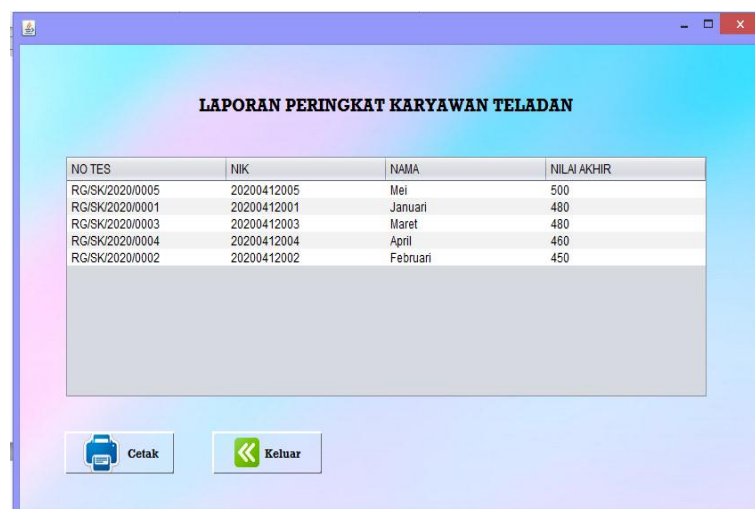 LAPORAN PERINGKAT KARYAWAN TELADAN
NO TES NIK NAMA NILAI AKHIR
RG/SK/2020/0005 20200412005 Mei 500
RG/SK/2020/0001 20200412001 Januari 480
RG/SK/2020/0003 20200412003 Maret 480
RG/SK/2020/0004 20200412004 April 460
RG/SK/2020/0002 20200412002 Februari 450
Cetak Keluar